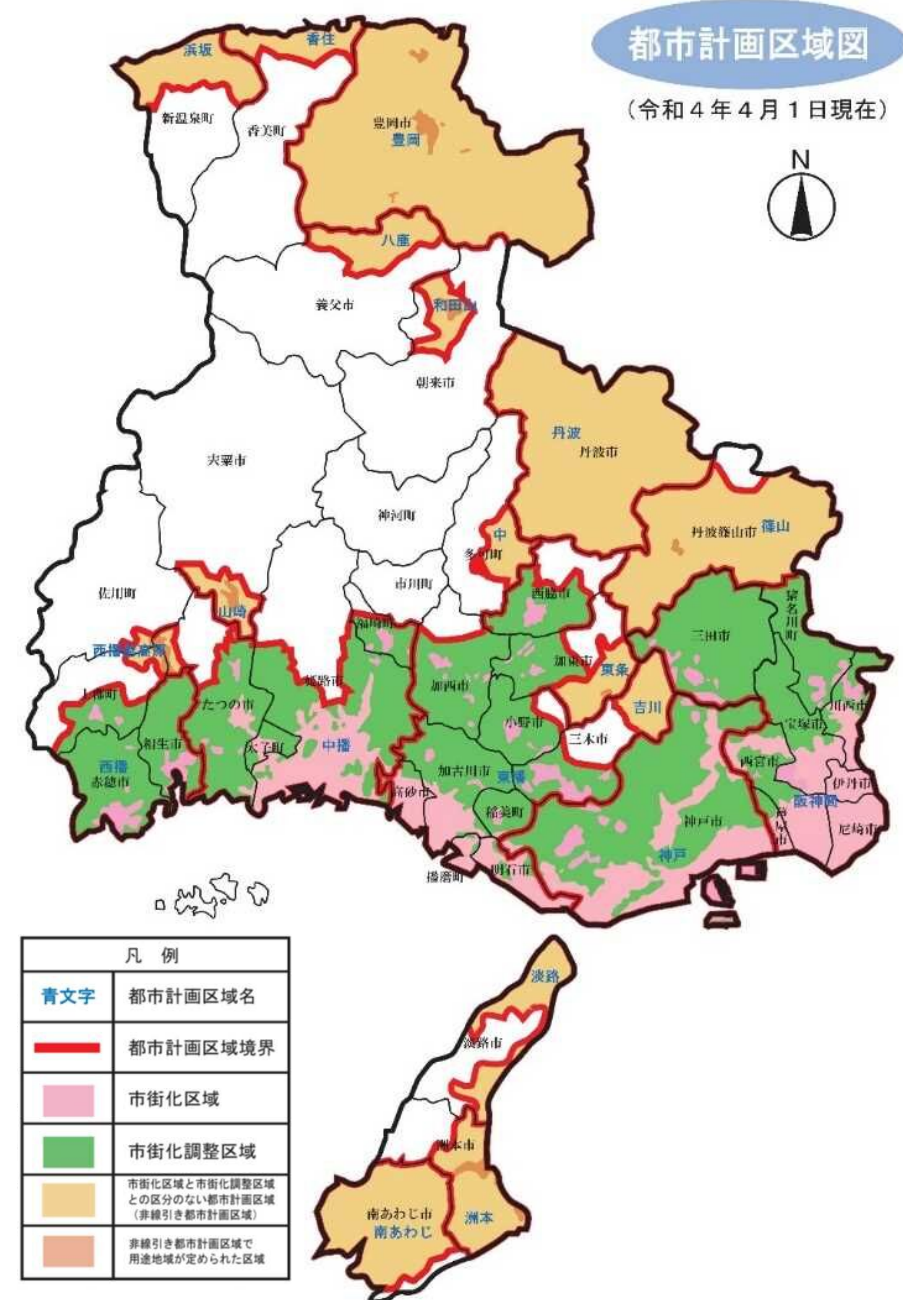 都市計画区域図
(令和4年4月1日現在)
N
浜坂
香住
新温泉町
香美町
豊岡市
豊岡
八鹿
養父市
和田山
朝来市
丹波
丹波市
宍粟市
神河町
中
多可町
丹波篠山市
篠山
市川町
佐用町
山崎
西脇市
猪名川町
三田市
福崎町
西播磨高原
加東市
東条
上郡町
姫路市
加西市
吉川
たつの市
小野市
三木市
川西市
宝塚市
相生市
太子町
中播
西播
赤穂市
加古川市
東播
西宮市
伊丹市
高砂市
稲美町
神戸市
阪神間
芦屋市
尼崎市
神戸
播磨町
明石市
凡 例
青文字
都市計画区域名
都市計画区域境界
市街化区域
市街化調整区域
市街化区域と市街化調整区域
との区分のない都市計画区域
(非線引き都市計画区域)
非線引き都市計画区域で
用途地域が定められた区域
淡路
淡路市
洲本市
南あわじ市
南あわじ
洲本